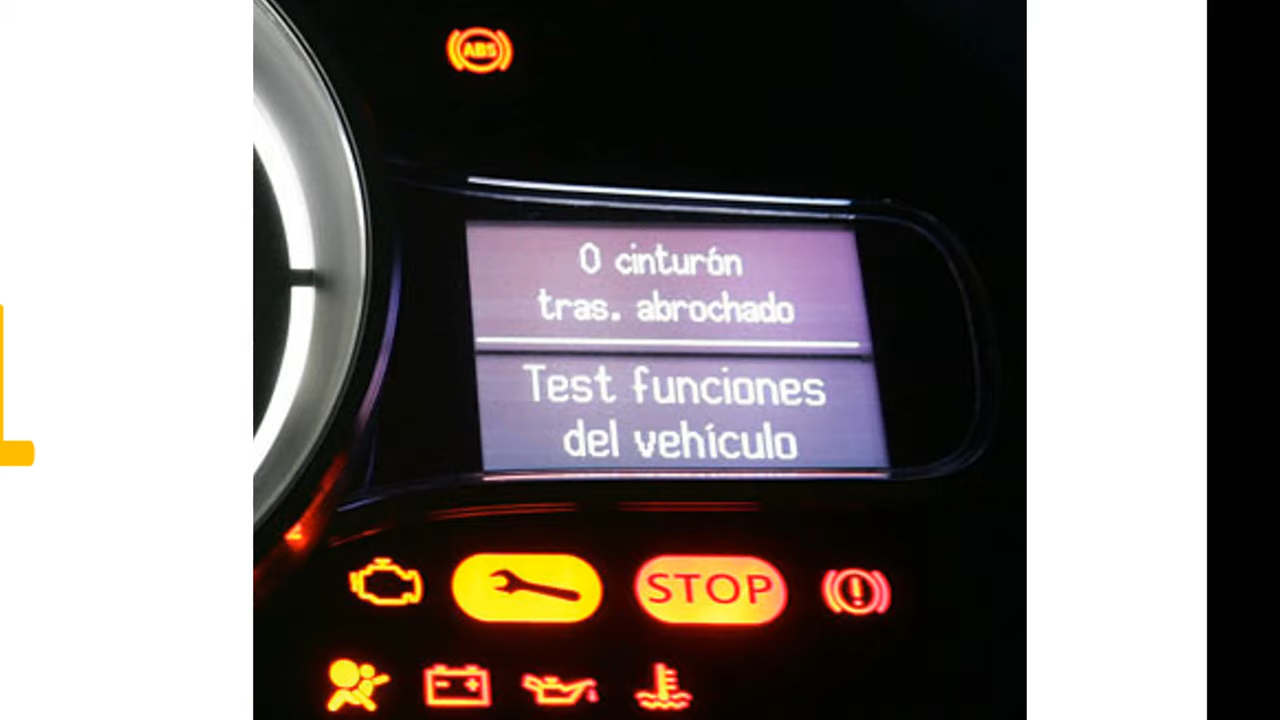 ABS
0 cinturón
tras. abrochado
Test funciones
del vehículo
STOP